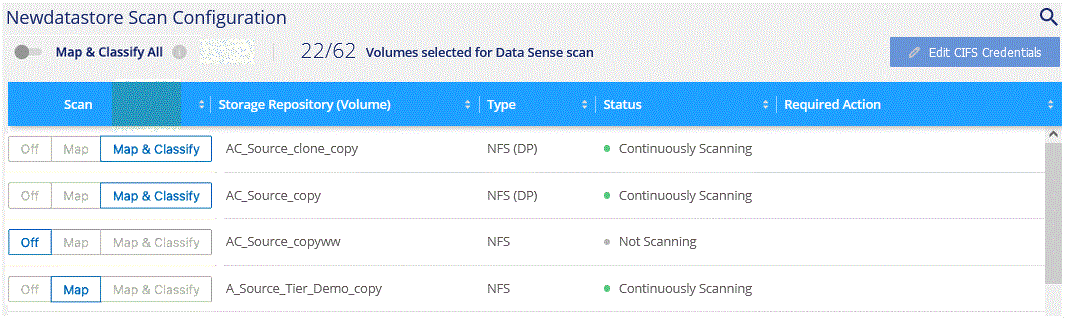 Newdatastore Scan Configuration
Map & Classify All 22/62 Volumes selected for Data Sense scan Edit CIFS Credentials
Scan Storage Repository (Volume) Type Status Required Action
Off Map Map & Classify AC_Source_clone_copy NFS (DP) Continuously Scanning
Off Map Map & Classify AC_Source_copy NFS (DP) Continuously Scanning
Off Map Map & Classify AC_Source_copyww NFS Not Scanning
Off Map Map & Classify A_Source_Tier_Demo_copy NFS Continuously Scanning